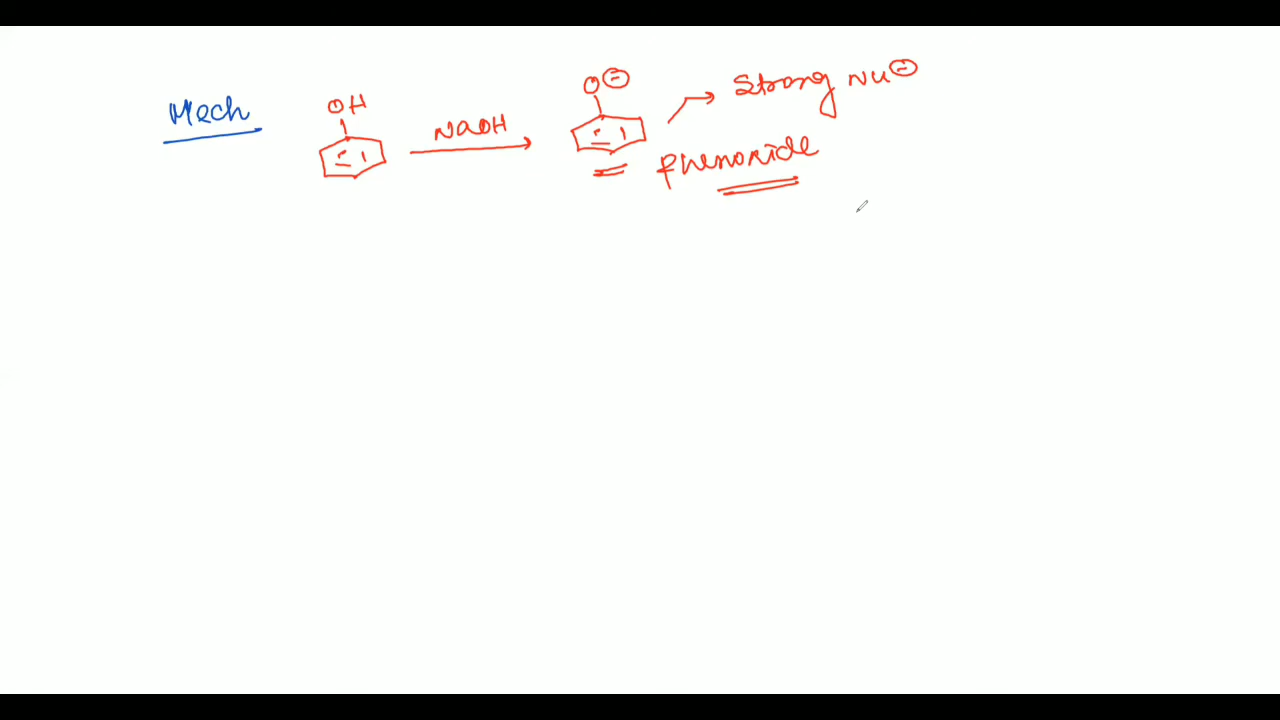 Mech
OH
NaOH
O⊖
Strong Nu⊖
phenoxide